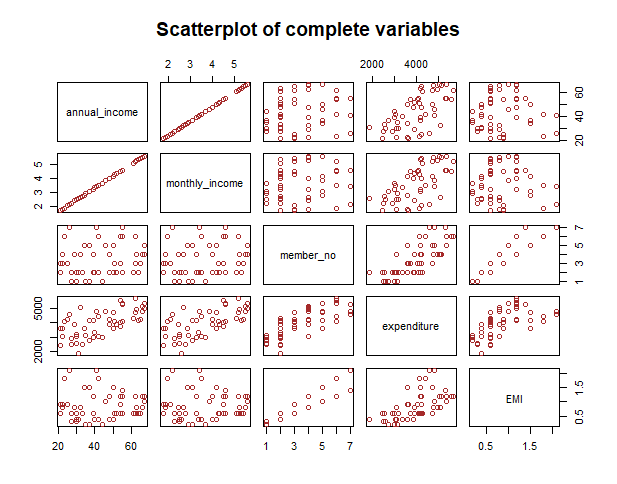 Scatterplot of complete variables
2 3 4 5
2000 4000
annual_income
20 40 60
2 3 4 5
monthly_income
member_no
1 3 5 7
2000 5000
expenditure
EMI
0.5 1.5
20 40 60
1 3 5 7
0.5 1.5